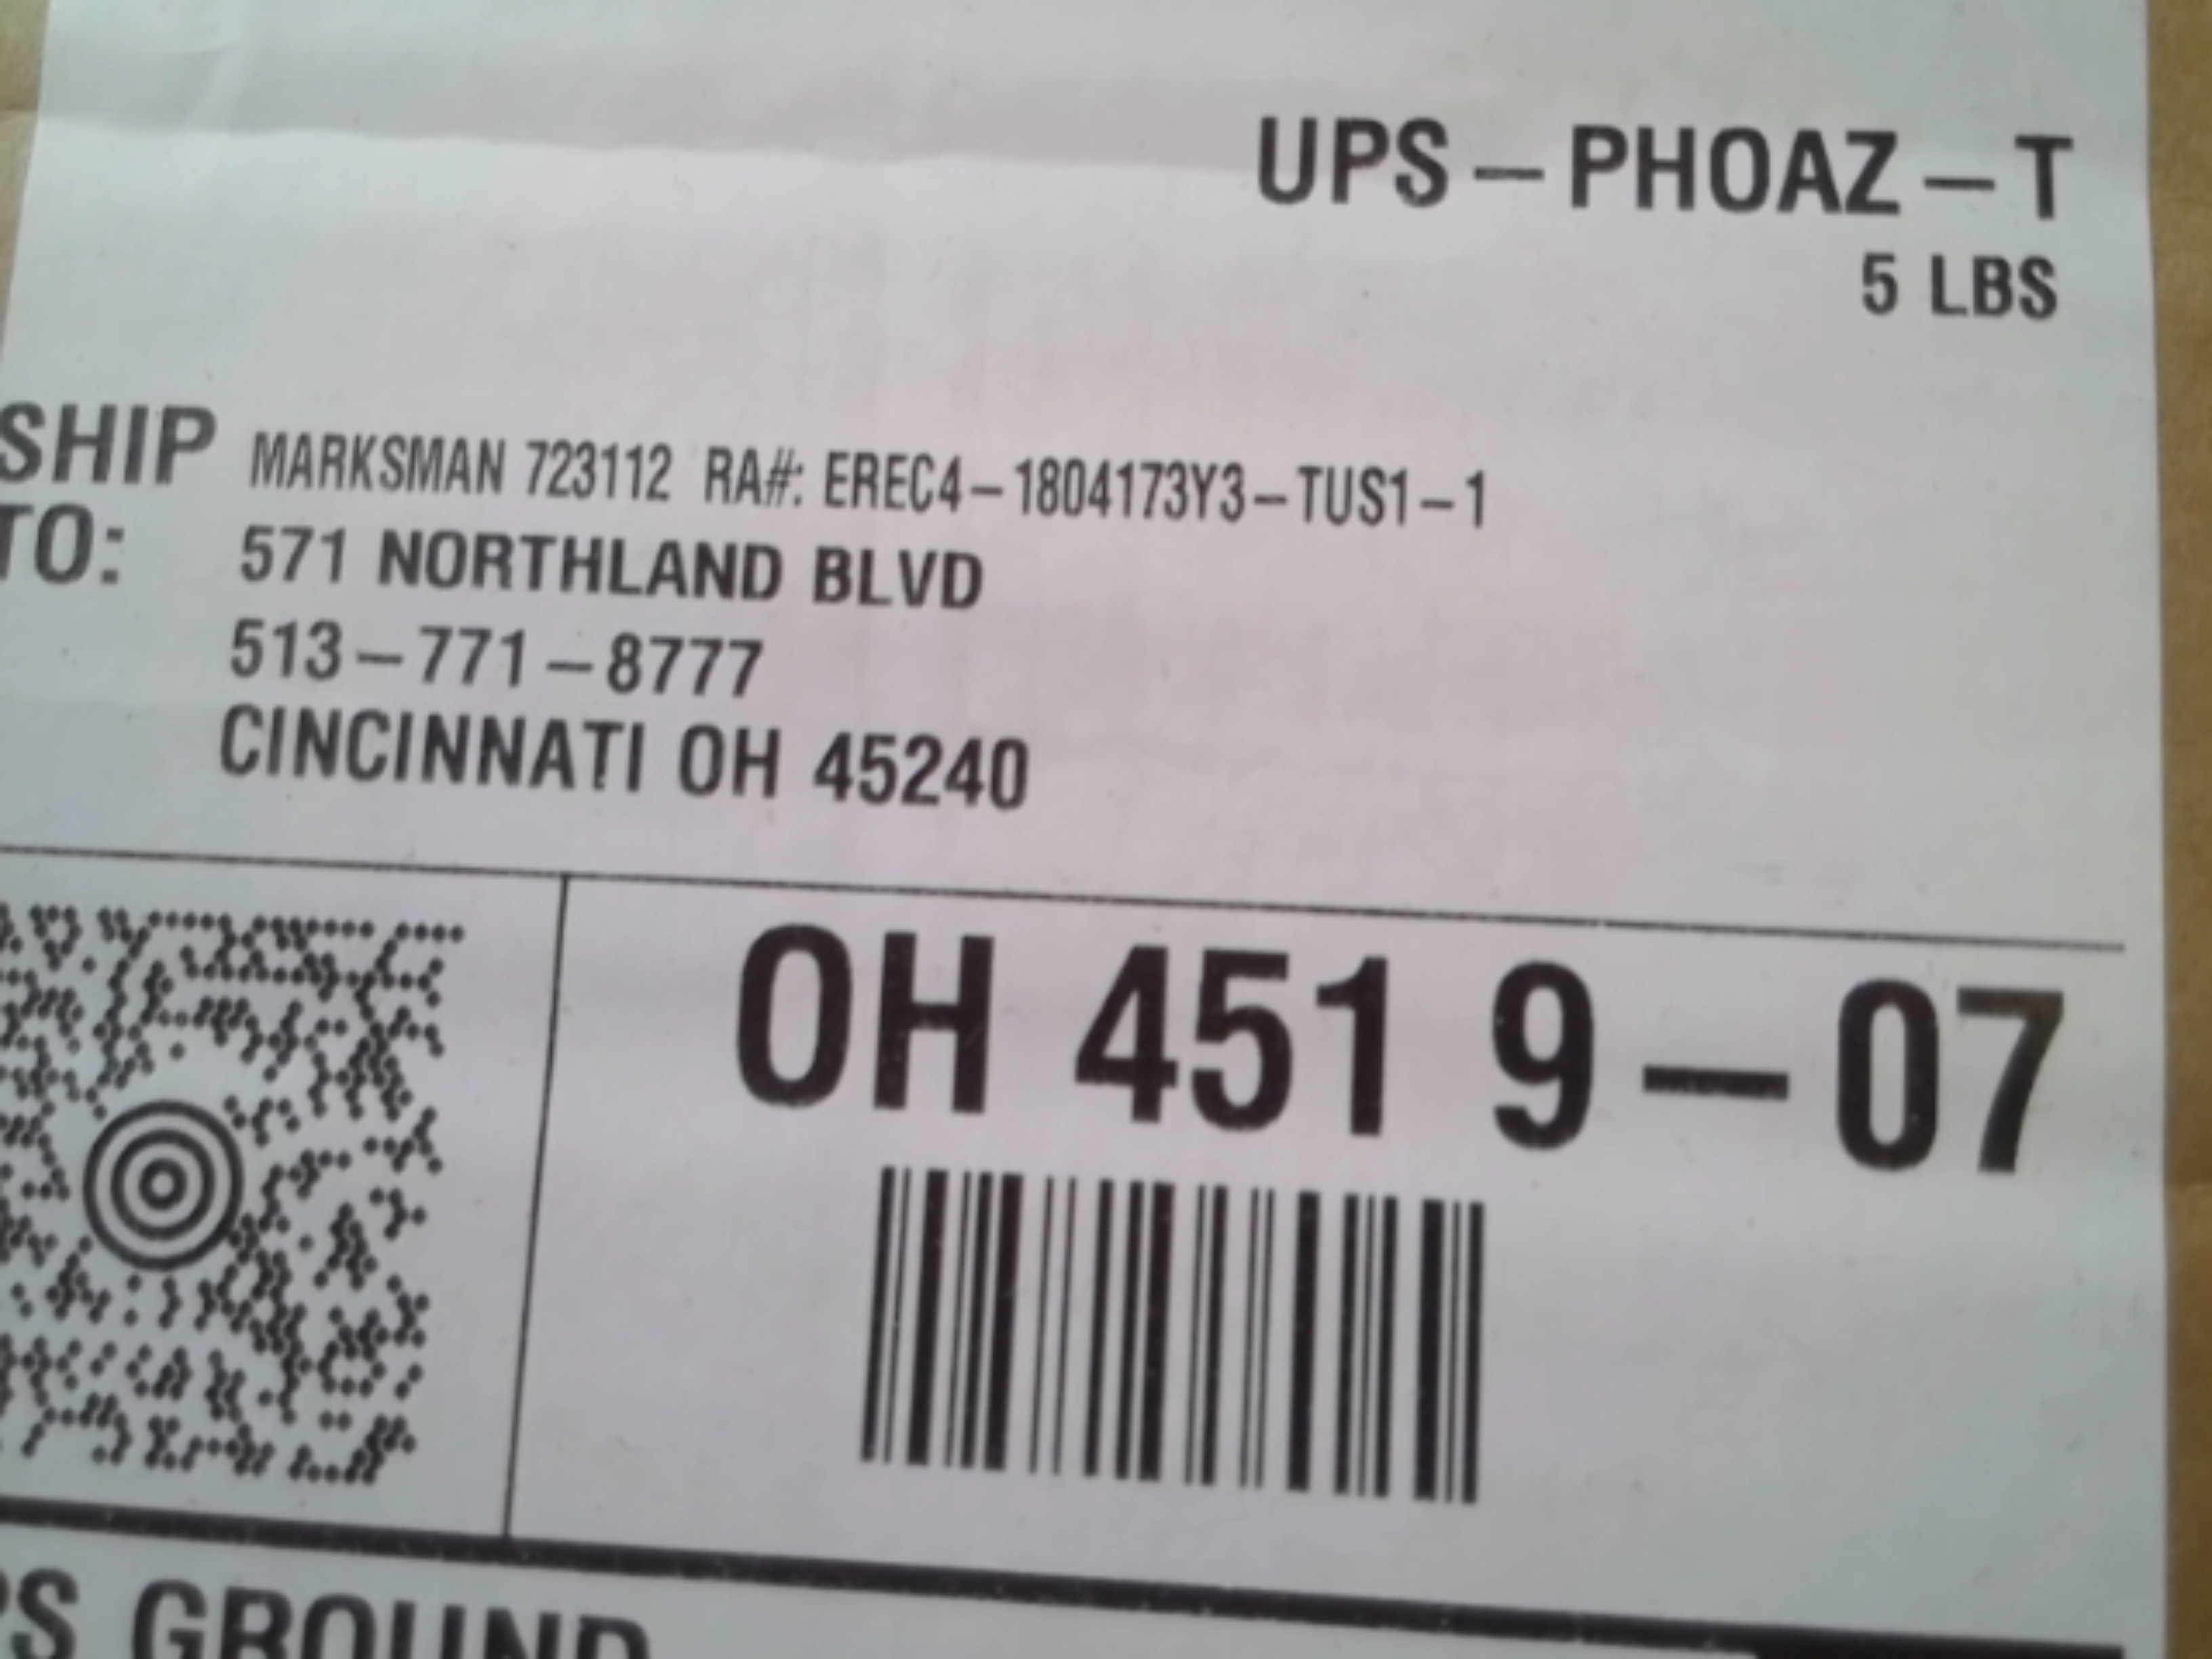 UPS-PHOAZ-T
5 LBS
SHIP TO:
MARKSMAN 723112 RA#: EREC4-1804173Y3-TUS1-1
571 NORTHLAND BLVD
513-771-8777
CINCINNATI OH 45240
OH 451 9-07
GROUND